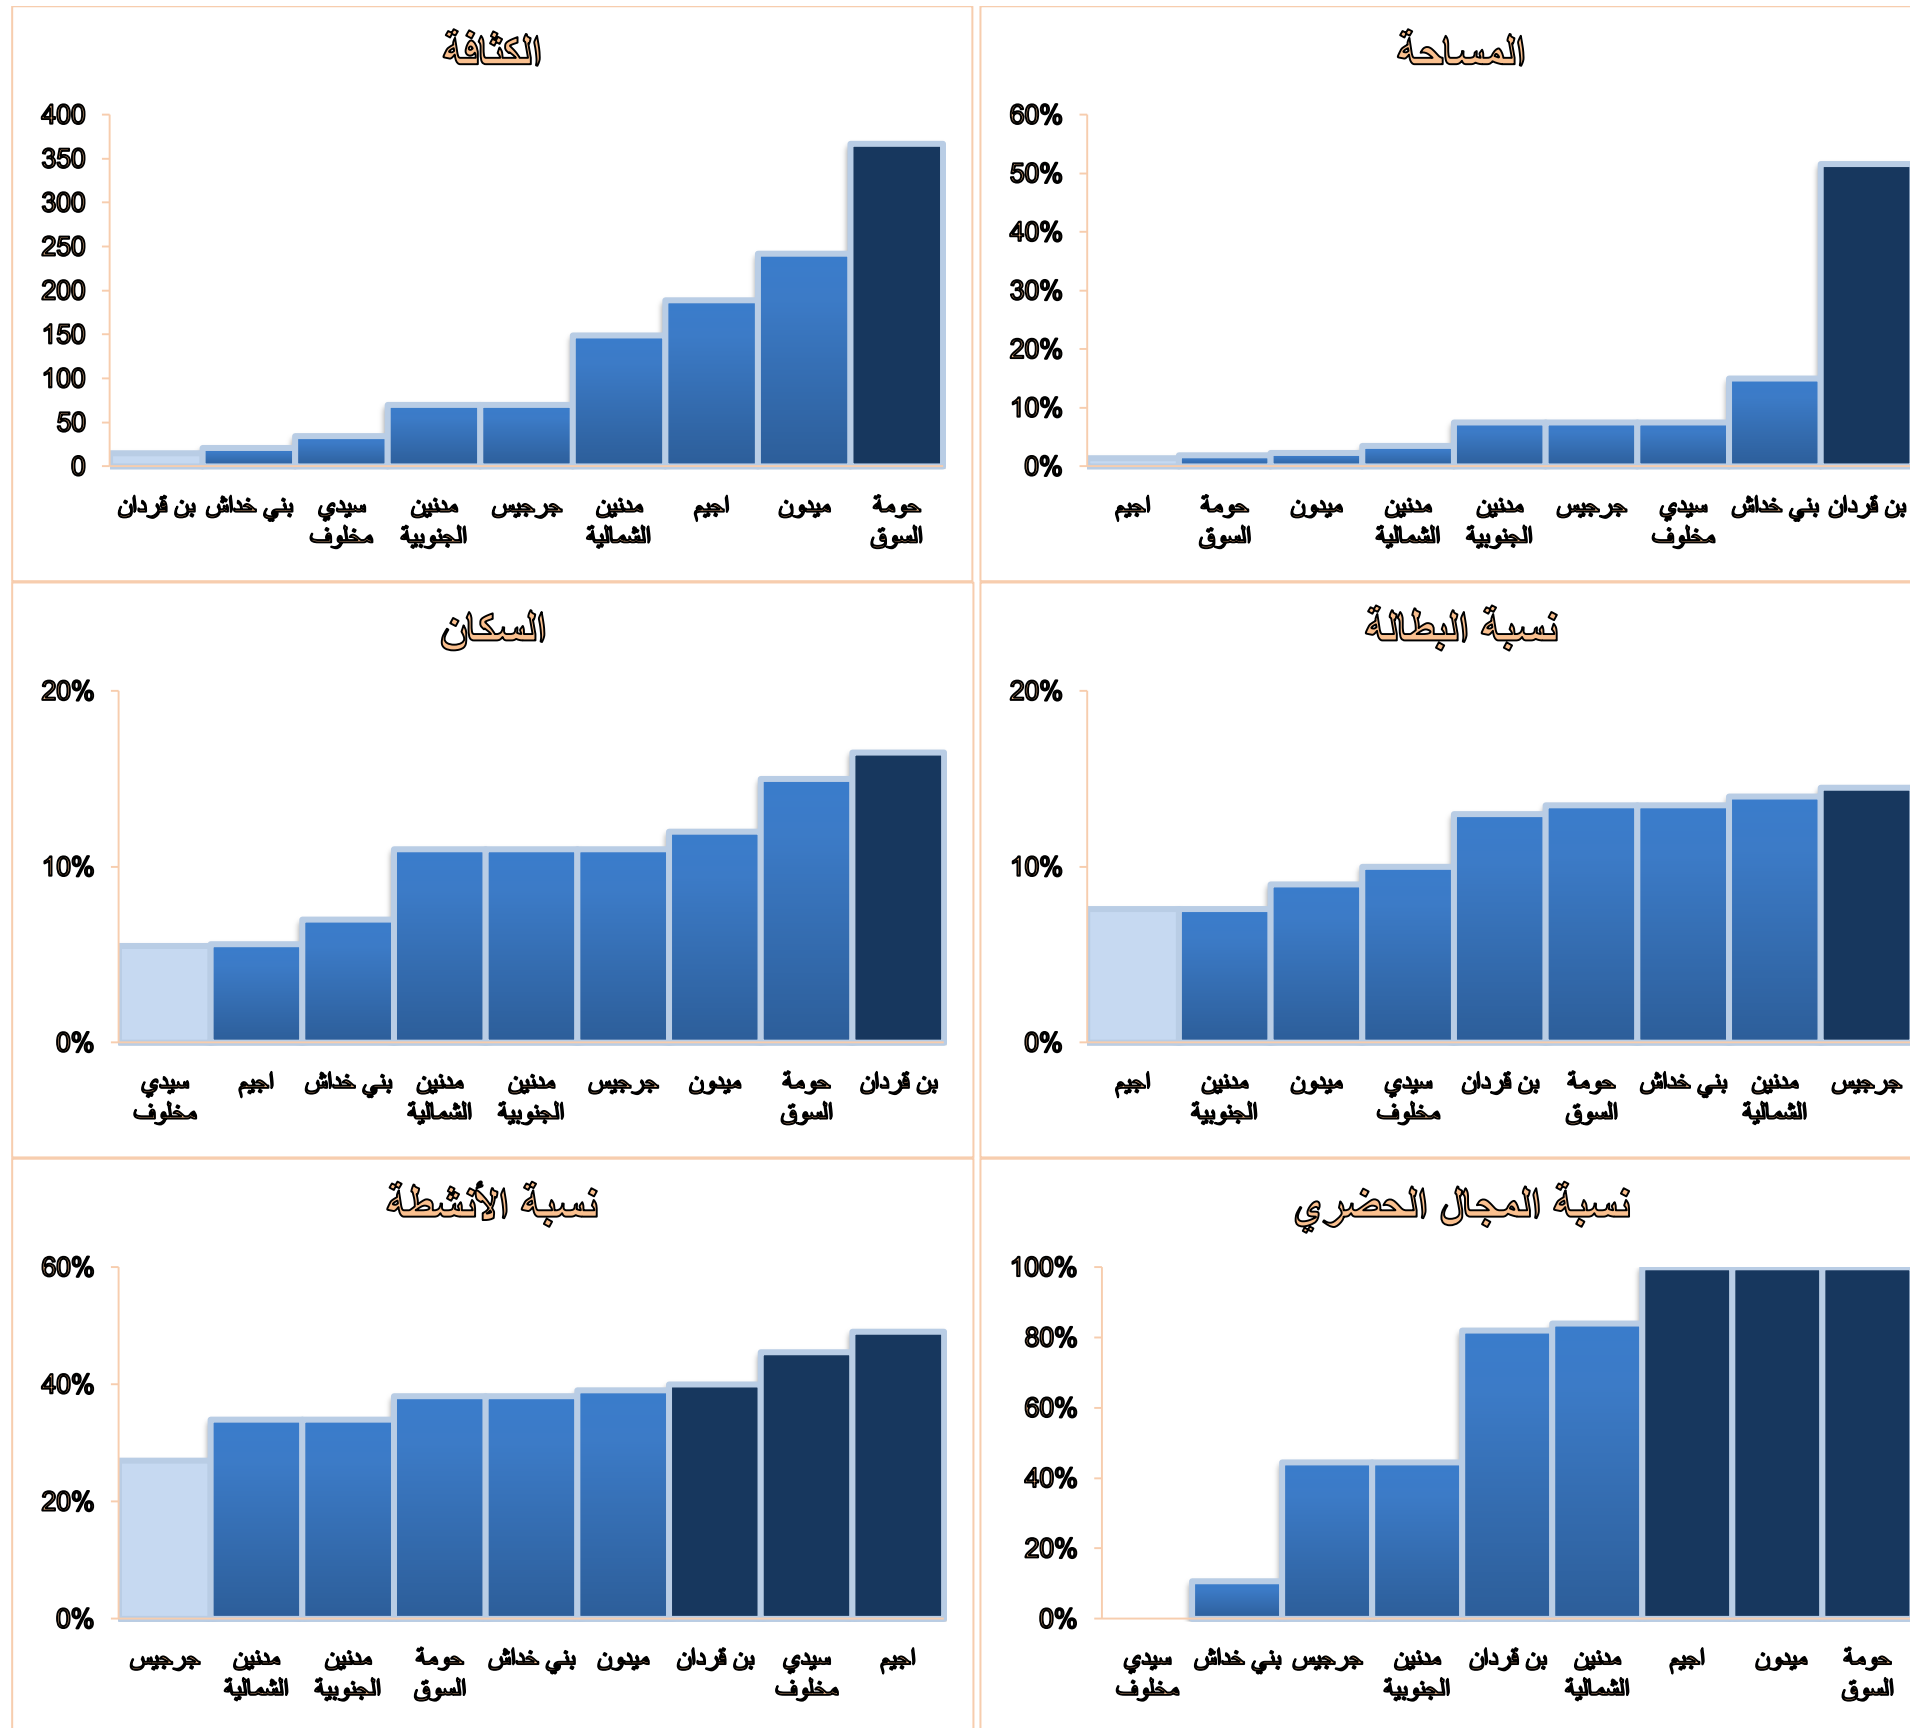 الكثافة
400
350
300
250
200
150
100
50
0
بن قردان
بني خداش
سيدي
مخلوف
مدنين
الجنوبية
جرجيس
مدنين
الشمالية
اجيم
ميدون
حومة
السوق
المساحة
60%
50%
40%
30%
20%
10%
0%
اجيم
حومة
السوق
ميدون
مدنين
الشمالية
مدنين
الجنوبية
جرجيس
سيدي
مخلوف
بني خداش
بن قردان
السكان
20%
10%
0%
سيدي
مخلوف
اجيم
بني خداش
مدنين
الشمالية
مدنين
الجنوبية
جرجيس
ميدون
حومة
السوق
بن قردان
نسبة البطالة
20%
10%
0%
اجيم
مدنين
الجنوبية
ميدون
سيدي
مخلوف
بن قردان
حومة
السوق
بني خداش
مدنين
الشمالية
جرجيس
نسبة الأنشطة
60%
40%
20%
0%
جرجيس
مدنين
الشمالية
مدنين
الجنوبية
حومة
السوق
بني خداش
ميدون
بن قردان
سيدي
مخلوف
اجيم
نسبة المجال الحضري
100%
80%
60%
40%
20%
0%
سيدي
مخلوف
بني خداش
جرجيس
مدنين
الجنوبية
بن قردان
مدنين
الشمالية
اجيم
ميدون
حومة
السوق